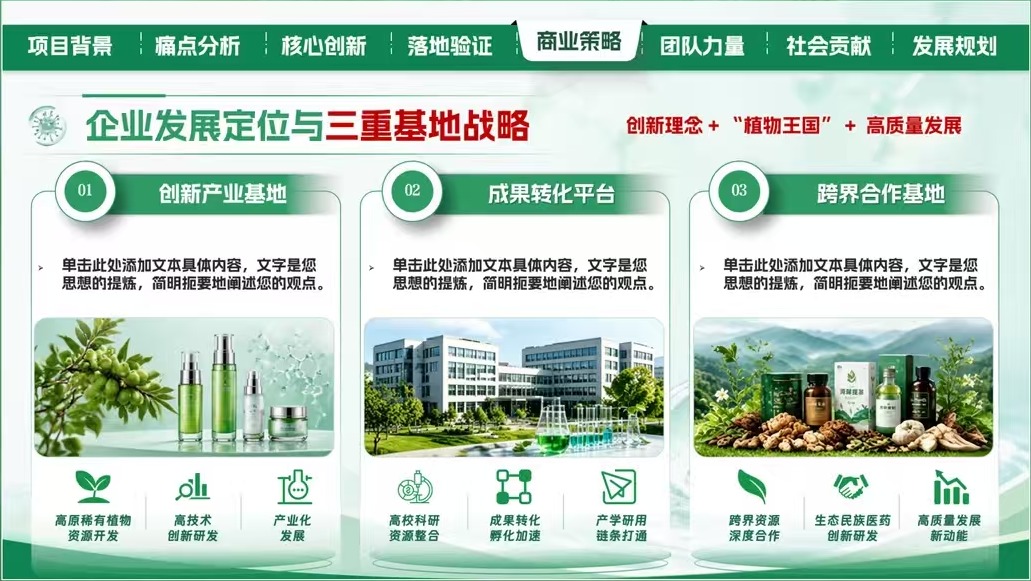 项目背景
痛点分析
核心创新
落地验证
商业策略
团队力量
社会贡献
发展规划
企业发展定位与三重基地战略
创新理念 + “植物王国” + 高质量发展
01
创新产业基地
单击此处添加文本具体内容，文字是您
思想的提炼，简明扼要地阐述您的观点。
高原稀有植物
资源开发
高技术
创新研发
产业化
发展
02
成果转化平台
单击此处添加文本具体内容，文字是您
思想的提炼，简明扼要地阐述您的观点。
高校科研
资源整合
成果转化
孵化加速
产学研用
链条打通
03
跨界合作基地
单击此处添加文本具体内容，文字是您
思想的提炼，简明扼要地阐述您的观点。
跨界资源
深度合作
生态民族医药
创新研发
高质量发展
新动能